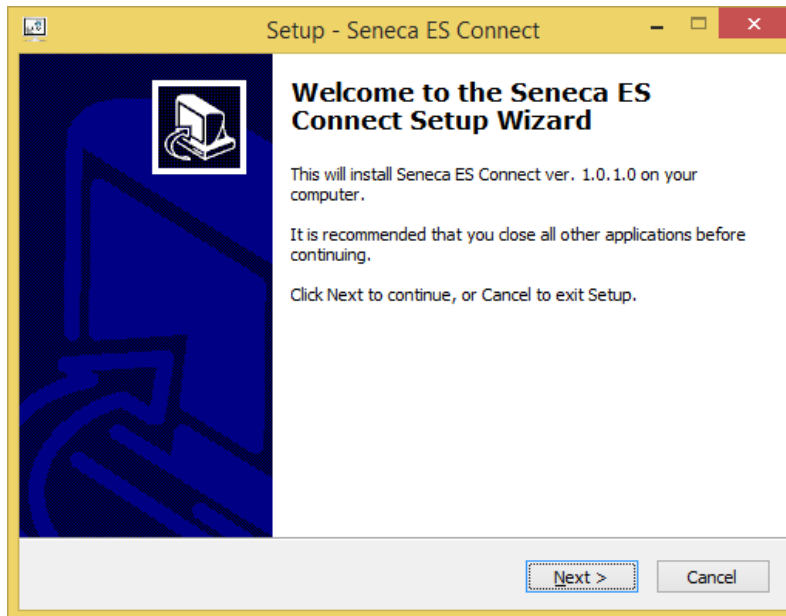 Setup - Seneca ES Connect
Welcome to the Seneca ES
Connect Setup Wizard
This will install Seneca ES Connect ver. 1.0.1.0 on your
computer.
It is recommended that you close all other applications before
continuing.
Click Next to continue, or Cancel to exit Setup.
Next >
Cancel